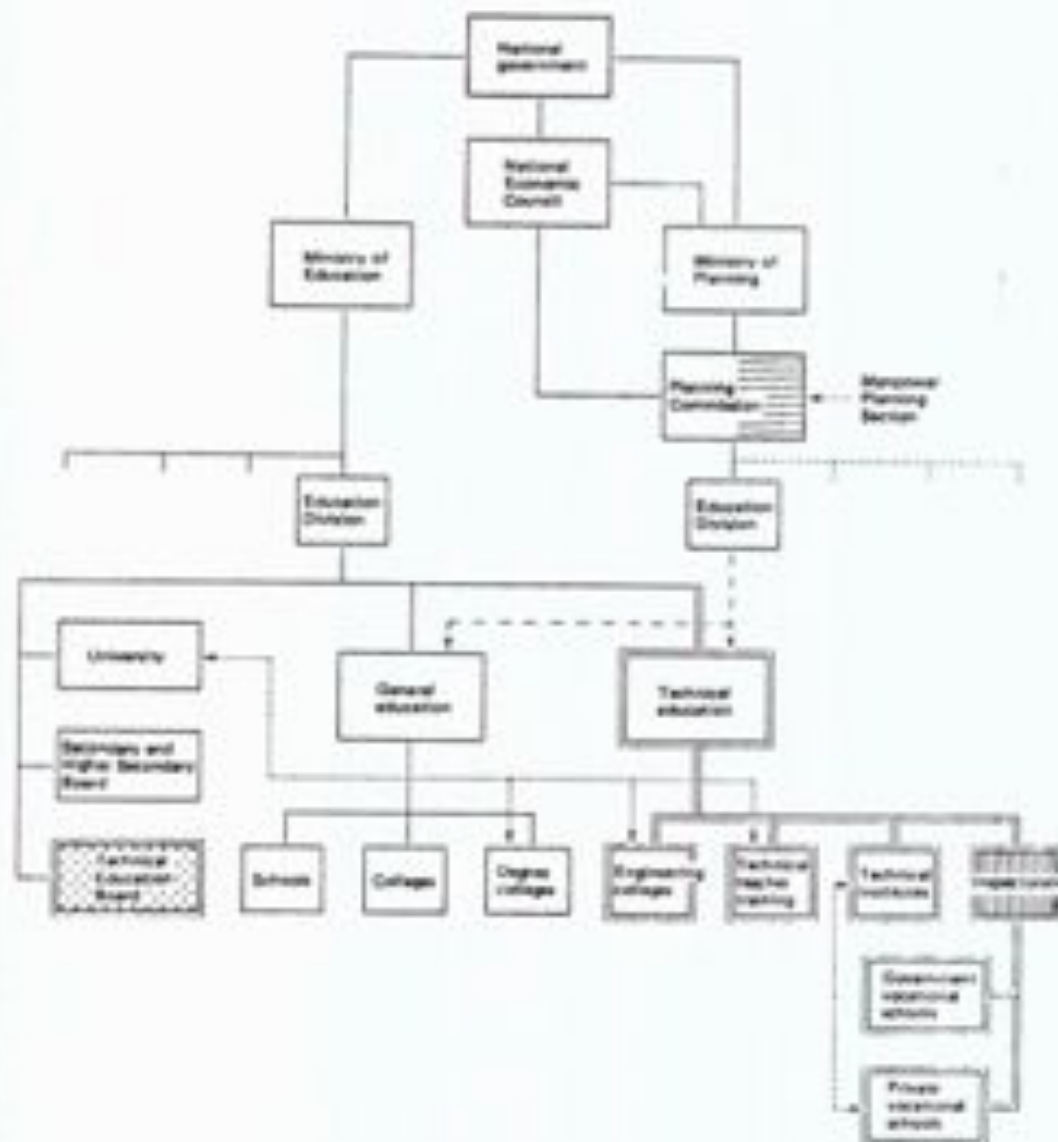 National
government
National
Economic
Council
Ministry of
Education
Ministry of
Planning
Planning
Commission
Manpower
Planning
Section
Education
Division
Education
Division
University
General
education
Technical
education
Secondary and
Higher Secondary
Board
Technical
Education
Board
Schools
Colleges
Degree
colleges
Engineering
colleges
Technical
teacher
training
Technical
institutes
Government
vocational
schools
Private
vocational
schools